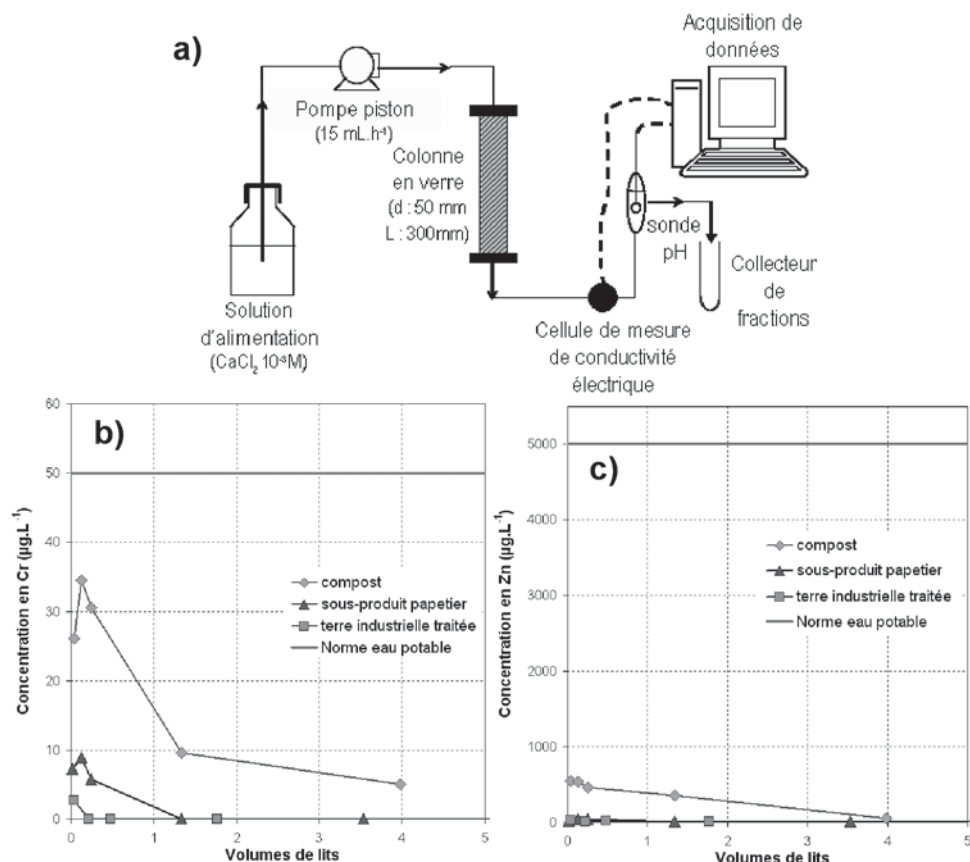 a)
Acquisition de
données
Pompe piston
(15 mL.h⁻¹)
Colonne
en verre
(d : 50 mm
L : 300mm)
sonde
pH
Collecteur
de
fractions
Solution
d'alimentation
(CaCl₂ 10⁻³M)
Cellule de mesure
de conductivité
électrique
b)
Concentration en Cr (µg.L⁻¹)
60
50
40
30
20
10
0
compost
sous-produit papetier
terre industrielle traitée
Norme eau potable
0 1 2 3 4 5
Volumes de lits
c)
Concentration en Zn (µg.L⁻¹)
5000
4000
3000
2000
1000
0
compost
sous-produit papetier
terre industrielle traitée
Norme eau potable
0 1 2 3 4 5
Volumes de lits